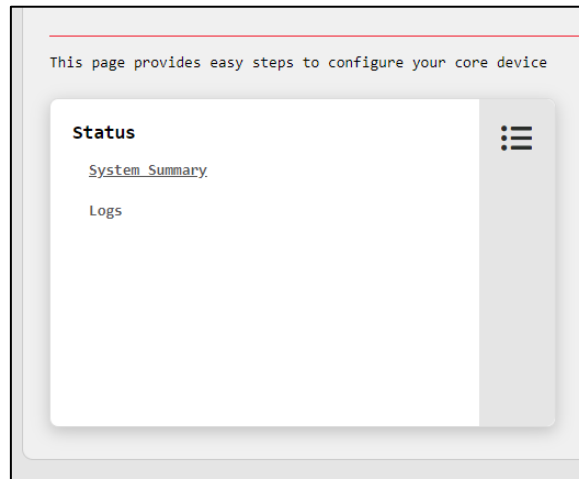 This page provides easy steps to configure your core device
Status
System Summary
Logs